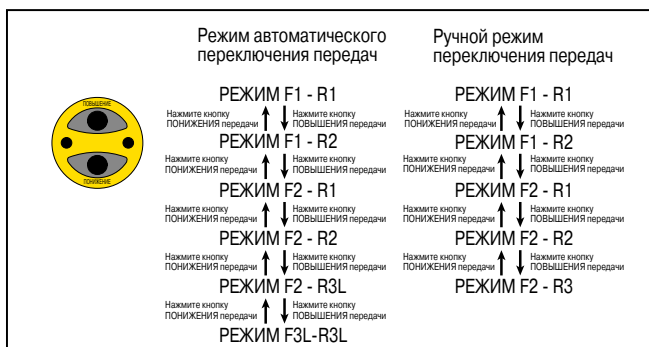 Режим автоматического
переключения передач
Ручной режим
переключения передач
ПОВЫШЕНИЕ
ПОНИЖЕНИЕ
РЕЖИМ F1 - R1
Нажмите кнопку
ПОНИЖЕНИЯ передачи
Нажмите кнопку
ПОВЫШЕНИЯ передачи
РЕЖИМ F1 - R2
Нажмите кнопку
ПОНИЖЕНИЯ передачи
Нажмите кнопку
ПОВЫШЕНИЯ передачи
РЕЖИМ F2 - R1
Нажмите кнопку
ПОНИЖЕНИЯ передачи
Нажмите кнопку
ПОВЫШЕНИЯ передачи
РЕЖИМ F2 - R2
Нажмите кнопку
ПОНИЖЕНИЯ передачи
Нажмите кнопку
ПОВЫШЕНИЯ передачи
РЕЖИМ F2 - R3L
Нажмите кнопку
ПОНИЖЕНИЯ передачи
Нажмите кнопку
ПОВЫШЕНИЯ передачи
РЕЖИМ F3L-R3L
РЕЖИМ F1 - R1
Нажмите кнопку
ПОНИЖЕНИЯ передачи
Нажмите кнопку
ПОВЫШЕНИЯ передачи
РЕЖИМ F1 - R2
Нажмите кнопку
ПОНИЖЕНИЯ передачи
Нажмите кнопку
ПОВЫШЕНИЯ передачи
РЕЖИМ F2 - R1
Нажмите кнопку
ПОНИЖЕНИЯ передачи
Нажмите кнопку
ПОВЫШЕНИЯ передачи
РЕЖИМ F2 - R2
Нажмите кнопку
ПОНИЖЕНИЯ передачи
Нажмите кнопку
ПОВЫШЕНИЯ передачи
РЕЖИМ F2 - R3